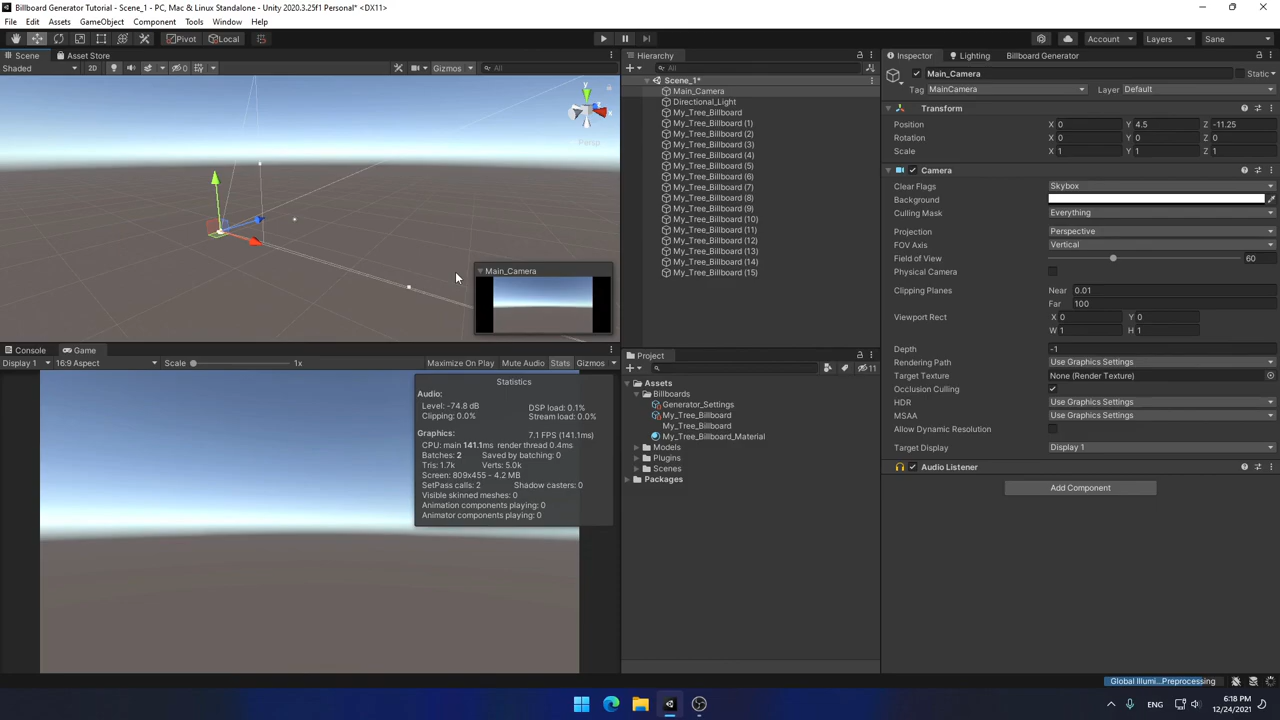 Billboard Generator Tutorial - Scene_1 - PC, Mac & Linux Standalone - Unity 2020.3.25f1 Personal* <DX11>
File Edit Assets GameObject Component Tools Window Help
Pivot Local Account Layers Sane
Scene Asset Store
Shaded 2D 0 Gizmos All
y
x
Persp
Main_Camera
Console Game
Display 1 16:9 Aspect Scale 1x Maximize On Play Mute Audio Stats Gizmos
Statistics
Audio:
Level: -74.8 dB DSP load: 0.1%
Clipping: 0.0% Stream load: 0.0%
Graphics: 7.1 FPS (141.1ms)
CPU: main 141.1ms render thread 0.4ms
Batches: 2 Saved by batching: 0
Tris: 1.7k Verts: 5.0k
Screen: 809x455 - 4.2 MB
SetPass calls: 2 Shadow casters: 0
Visible skinned meshes: 0
Animation components playing: 0
Animator components playing: 0
Hierarchy
All
Scene_1*
Main_Camera
Directional_Light
My_Tree_Billboard
My_Tree_Billboard (1)
My_Tree_Billboard (2)
My_Tree_Billboard (3)
My_Tree_Billboard (4)
My_Tree_Billboard (5)
My_Tree_Billboard (6)
My_Tree_Billboard (7)
My_Tree_Billboard (8)
My_Tree_Billboard (9)
My_Tree_Billboard (10)
My_Tree_Billboard (11)
My_Tree_Billboard (12)
My_Tree_Billboard (13)
My_Tree_Billboard (14)
My_Tree_Billboard (15)
Project
11
Assets
Billboards
Generator_Settings
My_Tree_Billboard
My_Tree_Billboard
My_Tree_Billboard_Material
Models
Plugins
Scenes
Packages
Inspector Lighting Billboard Generator
Main_Camera Static
Tag MainCamera Layer Default
Transform
Position X 0 Y 4.5 Z -11.25
Rotation X 0 Y 0 Z 0
Scale X 1 Y 1 Z 1
Camera
Clear Flags Skybox
Background
Culling Mask Everything
Projection Perspective
FOV Axis Vertical
Field of View 60
Physical Camera
Clipping Planes Near 0.01
Far 100
Viewport Rect X 0 Y 0
W 1 H 1
Depth -1
Rendering Path Use Graphics Settings
Target Texture None (Render Texture)
Occlusion Culling
HDR Use Graphics Settings
MSAA Use Graphics Settings
Allow Dynamic Resolution
Target Display Display 1
Audio Listener
Add Component
Global Illumi...Preprocessing
ENG 6:18 PM
12/24/2021